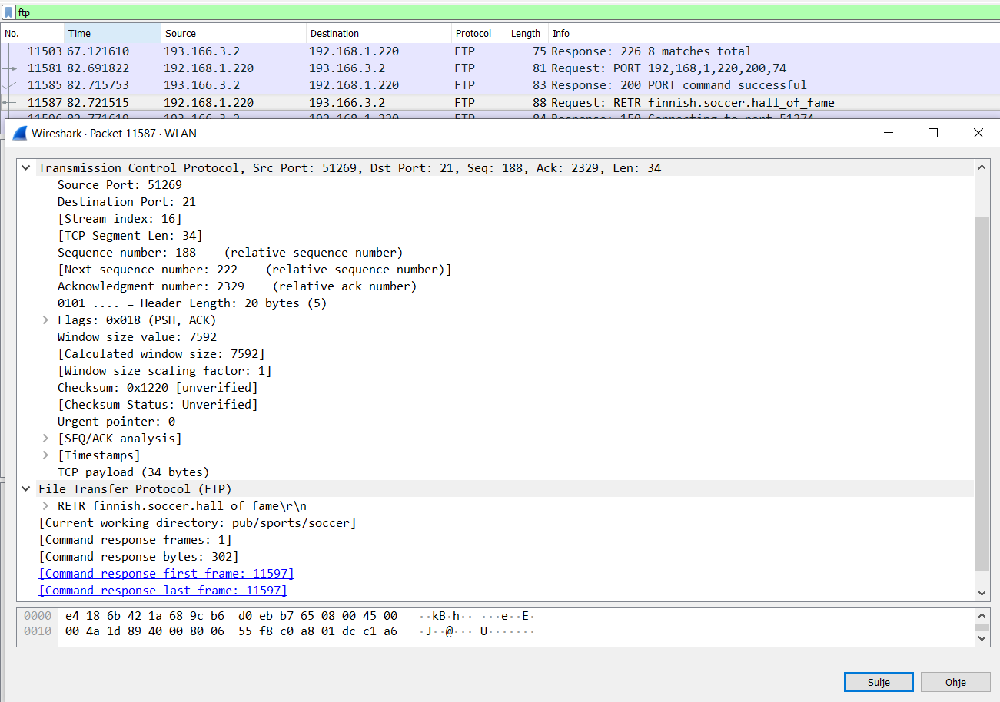 ftp
No. Time Source Destination Protocol Length Info
11503 67.121610 193.166.3.2 192.168.1.220 FTP 75 Response: 226 8 matches total
11581 82.691822 192.168.1.220 193.166.3.2 FTP 81 Request: PORT 192,168,1,220,200,74
11585 82.715753 193.166.3.2 192.168.1.220 FTP 83 Response: 200 PORT command successful
11587 82.721515 192.168.1.220 193.166.3.2 FTP 88 Request: RETR finnish.soccer.hall_of_fame
11596 82.771619 193.166.3.2 192.168.1.220 FTP 84 Response: 150 Connecting to port 51274
Wireshark · Packet 11587 · WLAN
Transmission Control Protocol, Src Port: 51269, Dst Port: 21, Seq: 188, Ack: 2329, Len: 34
Source Port: 51269
Destination Port: 21
[Stream index: 16]
[TCP Segment Len: 34]
Sequence number: 188    (relative sequence number)
[Next sequence number: 222    (relative sequence number)]
Acknowledgment number: 2329    (relative ack number)
0101 .... = Header Length: 20 bytes (5)
Flags: 0x018 (PSH, ACK)
Window size value: 7592
[Calculated window size: 7592]
[Window size scaling factor: 1]
Checksum: 0x1220 [unverified]
[Checksum Status: Unverified]
Urgent pointer: 0
[SEQ/ACK analysis]
[Timestamps]
TCP payload (34 bytes)
File Transfer Protocol (FTP)
RETR finnish.soccer.hall_of_fame\r\n
[Current working directory: pub/sports/soccer]
[Command response frames: 1]
[Command response bytes: 302]
[Command response first frame: 11597]
[Command response last frame: 11597]
0000 e4 18 6b 42 1a 68 9c b6 d0 eb b7 65 08 00 45 00 ··kB·h·· ···e··E·
0010 00 4a 1d 89 40 00 80 06 55 f8 c0 a8 01 dc c1 a6 ·J··@··· U·······
Sulje Ohje